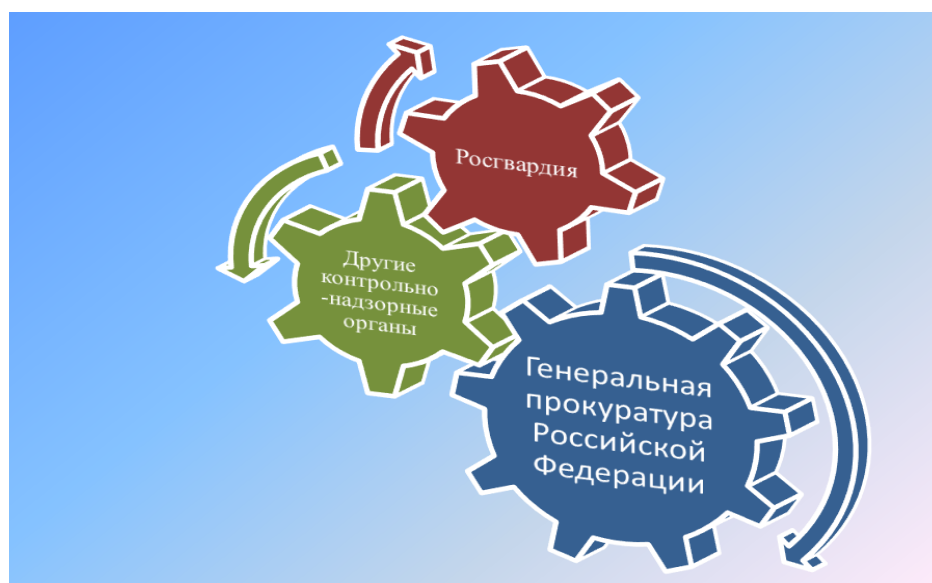 Росгвардия
Другие
контрольно
-надзорные
органы
Генеральная
прокуратура
Российской
Федерации